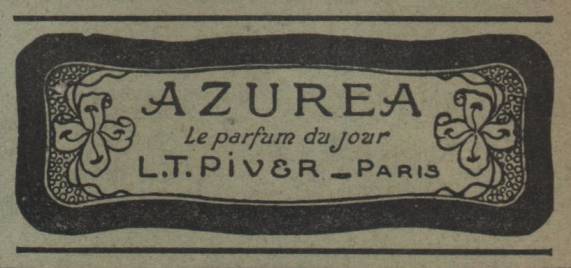 AZUREA
Le parfum du Jour
L.T. PIVER _ PARIS